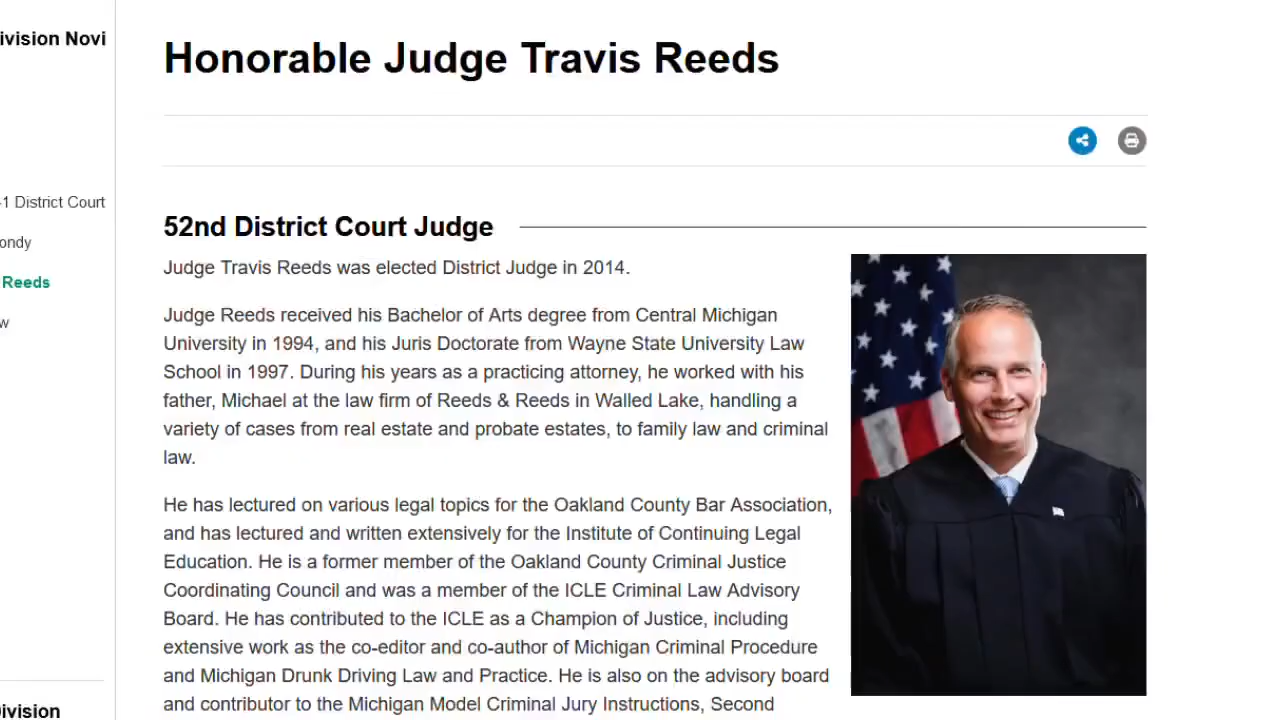 ivision Novi
Honorable Judge Travis Reeds
-1 District Court
ondy
Reeds
w
52nd District Court Judge
Judge Travis Reeds was elected District Judge in 2014.
Judge Reeds received his Bachelor of Arts degree from Central Michigan
University in 1994, and his Juris Doctorate from Wayne State University Law
School in 1997. During his years as a practicing attorney, he worked with his
father, Michael at the law firm of Reeds & Reeds in Walled Lake, handling a
variety of cases from real estate and probate estates, to family law and criminal
law.
He has lectured on various legal topics for the Oakland County Bar Association,
and has lectured and written extensively for the Institute of Continuing Legal
Education. He is a former member of the Oakland County Criminal Justice
Coordinating Council and was a member of the ICLE Criminal Law Advisory
Board. He has contributed to the ICLE as a Champion of Justice, including
extensive work as the co-editor and co-author of Michigan Criminal Procedure
and Michigan Drunk Driving Law and Practice. He is also on the advisory board
and contributor to the Michigan Model Criminal Jury Instructions, Second
ivision